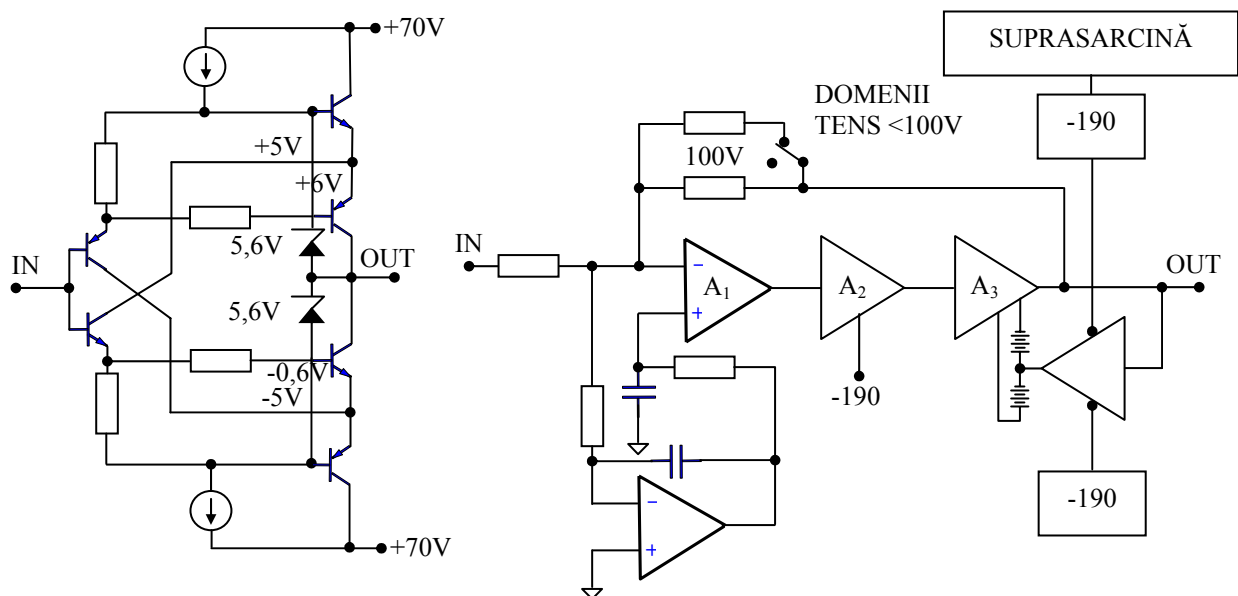 +70V
+5V
+6V
IN
5,6V
OUT
5,6V
-0,6V
-5V
+70V
SUPRASARCINĂ
-190
DOMENII
TENS <100V
100V
IN
−
A1
+
A2
A3
OUT
-190
−
+
-190